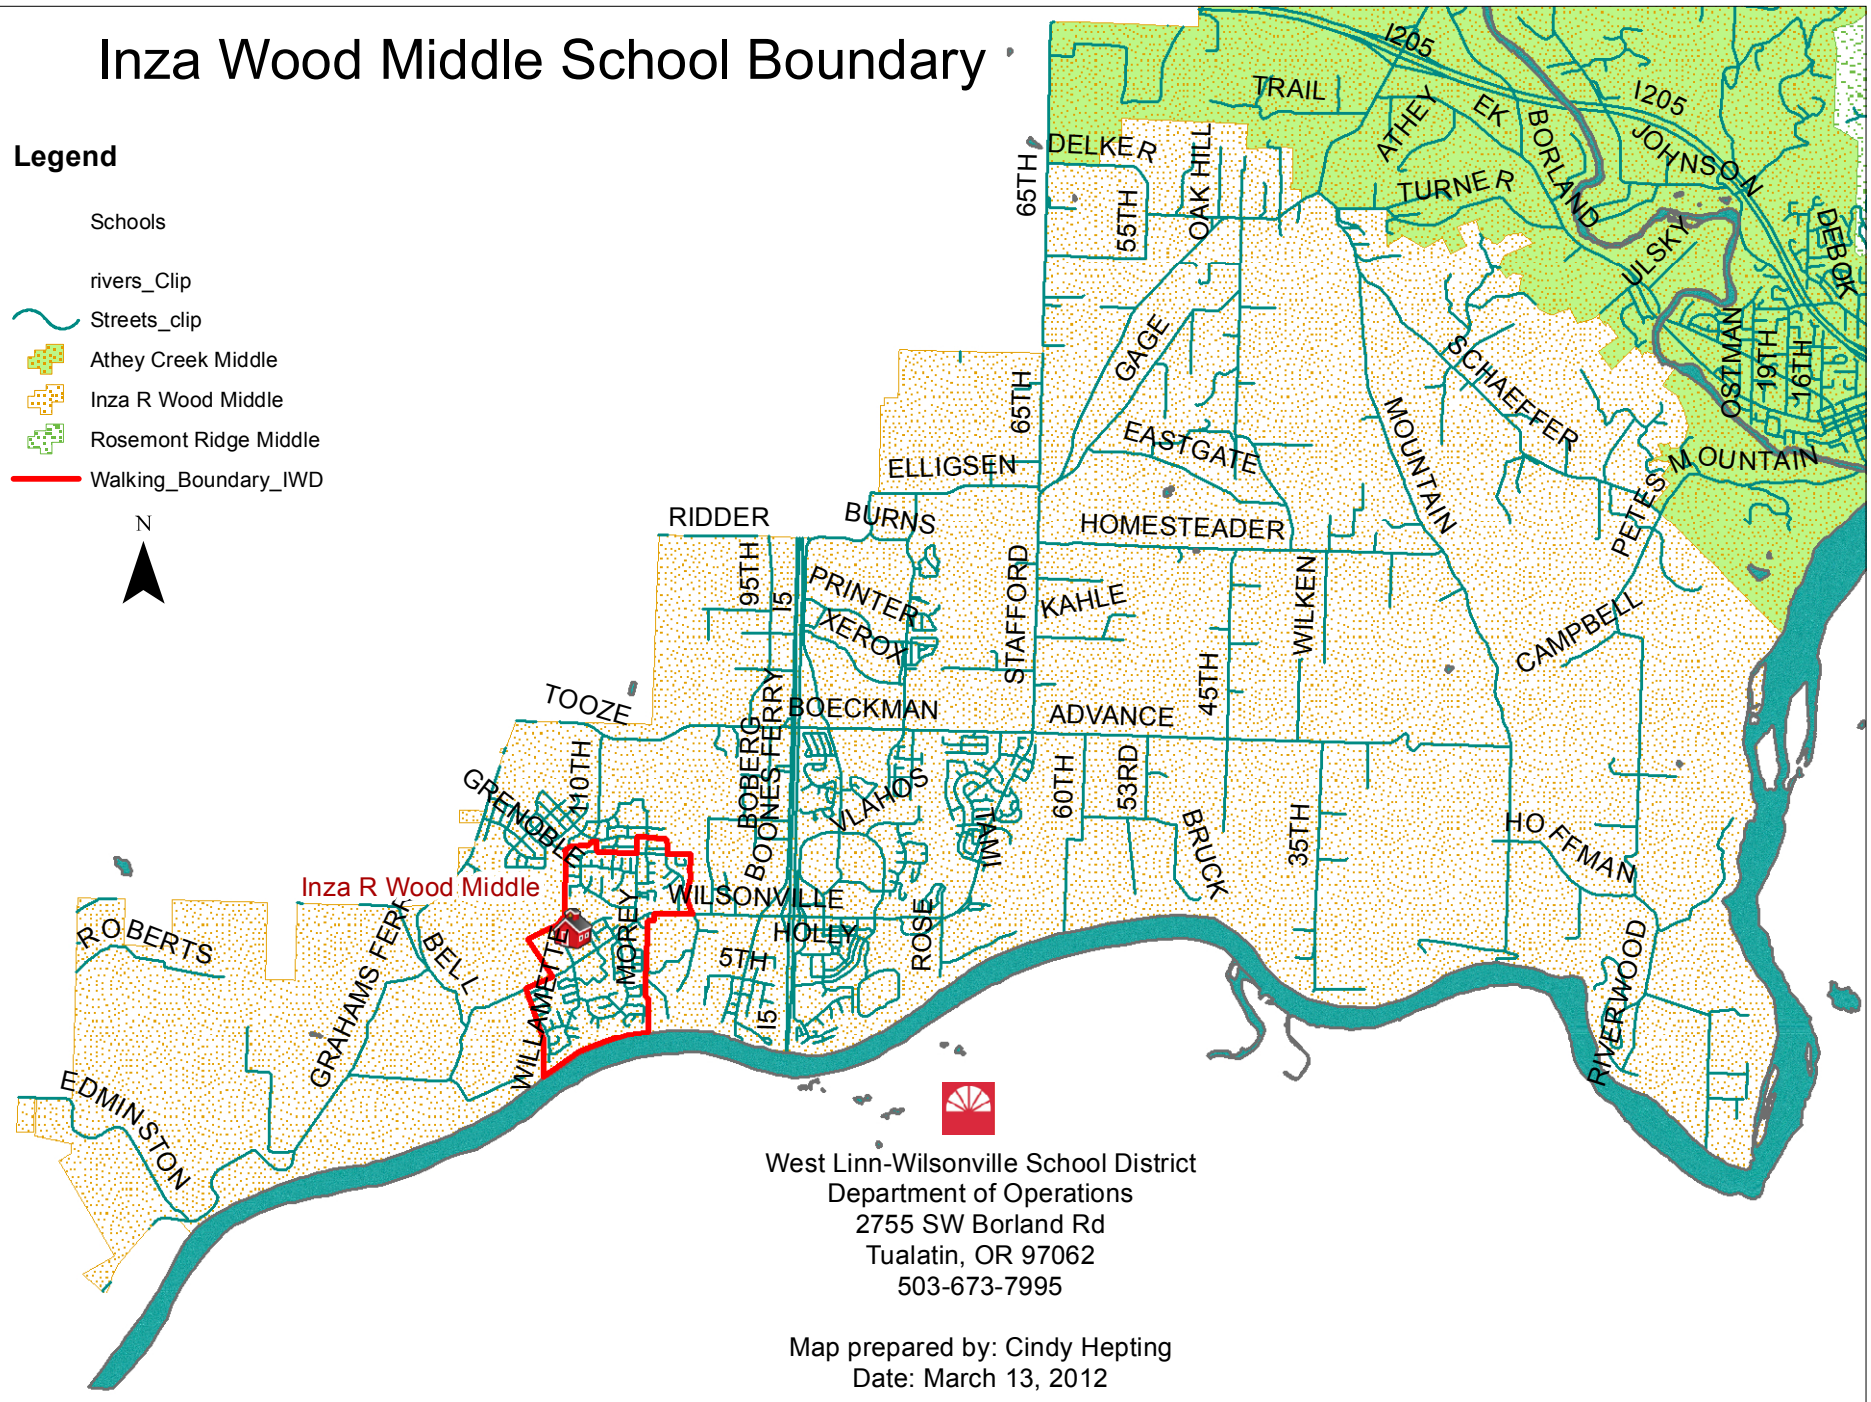 Inza Wood Middle School Boundary
Legend
Schools
rivers_Clip
Streets_clip
Athey Creek Middle
Inza R Wood Middle
Rosemont Ridge Middle
Walking_Boundary_IWD
N
I205
TRAIL
ATHEY
EK
BORLAND
I205
JOHNSON
DELKER
65TH
55TH
OAK HILL
TURNER
ULSKY
DEBOK
GAGE
SCHAEFFER
OSTMAN
19TH
16TH
65TH
MOUNTAIN
EASTGATE
ELLIGSEN
MOUNTAIN
PETES
RIDDER
BURNS
HOMESTEADER
95TH
I5
PRINTER
XEROX
STAFFORD
KAHLE
WILKEN
CAMPBELL
45TH
TOOZE
BOECKMAN
ADVANCE
BOBERG
BOONES FERRY
110TH
GRENOBLE
VLAHOS
TAMI
60TH
53RD
BRUCK
35TH
HOFFMAN
Inza R Wood Middle
WILSONVILLE
ROBERTS
GRAHAMS FERR
BELL
WILLAMETTE
MOREY
HOLLY
5TH
I5
ROSE
RIVERWOOD
EDMINSTON
West Linn-Wilsonville School District
Department of Operations
2755 SW Borland Rd
Tualatin, OR 97062
503-673-7995
Map prepared by: Cindy Hepting
Date: March 13, 2012